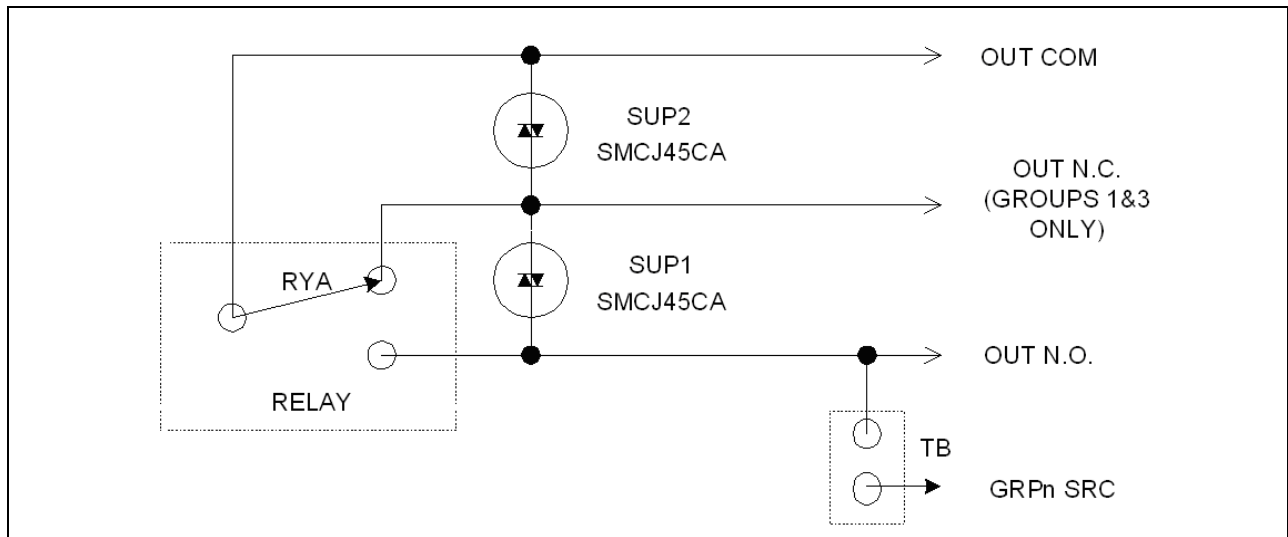 OUT COM
SUP2
SMCJ45CA
OUT N.C.
(GROUPS 1&3
ONLY)
RYA
SUP1
SMCJ45CA
OUT N.O.
RELAY
TB
GRPn SRC